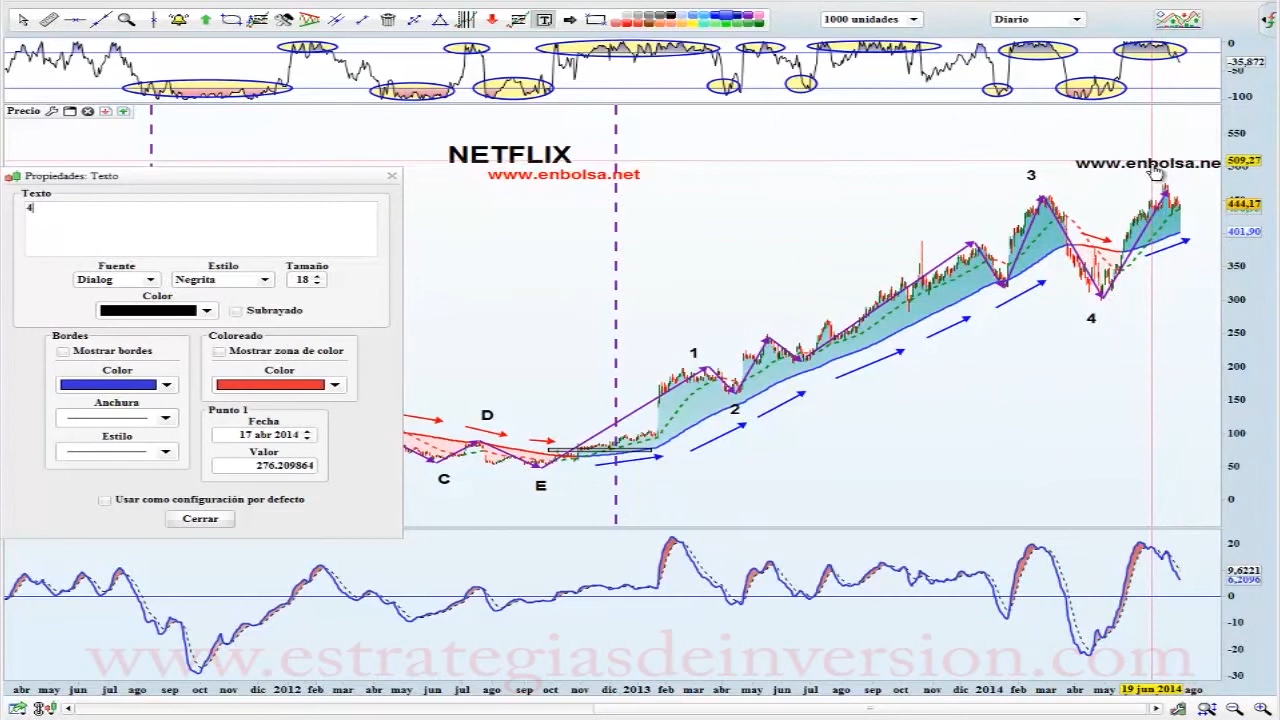 1000 unidades
Diario
0
-35,872
-50
-100
Precio
550
NETFLIX
www.enbolsa.net
www.enbolsa.ne
509,27
3
444,17
401,90
350
300
4
250
1
200
2
150
D
100
50
C
E
0
Propiedades: Texto
Texto
4
Fuente
Estilo
Tamaño
Dialog
Negrita
18
Color
Subrayado
Bordes
Coloreado
Mostrar bordes
Mostrar zona de color
Color
Color
Anchura
Punto 1
Fecha
Estilo
17 abr 2014
Valor
276.209864
Usar como configuración por defecto
Cerrar
20
9,6221
6,2096
0
-10
-20
-30
www.estrategiasdeinversion.com
abr may jun jul ago sep oct dic 2012 feb mar abr may jun jul ago sep oct nov dic 2013 feb mar abr may jun jul ago sep oct nov dic 2014 feb mar abr may 19 jun 2014 ago